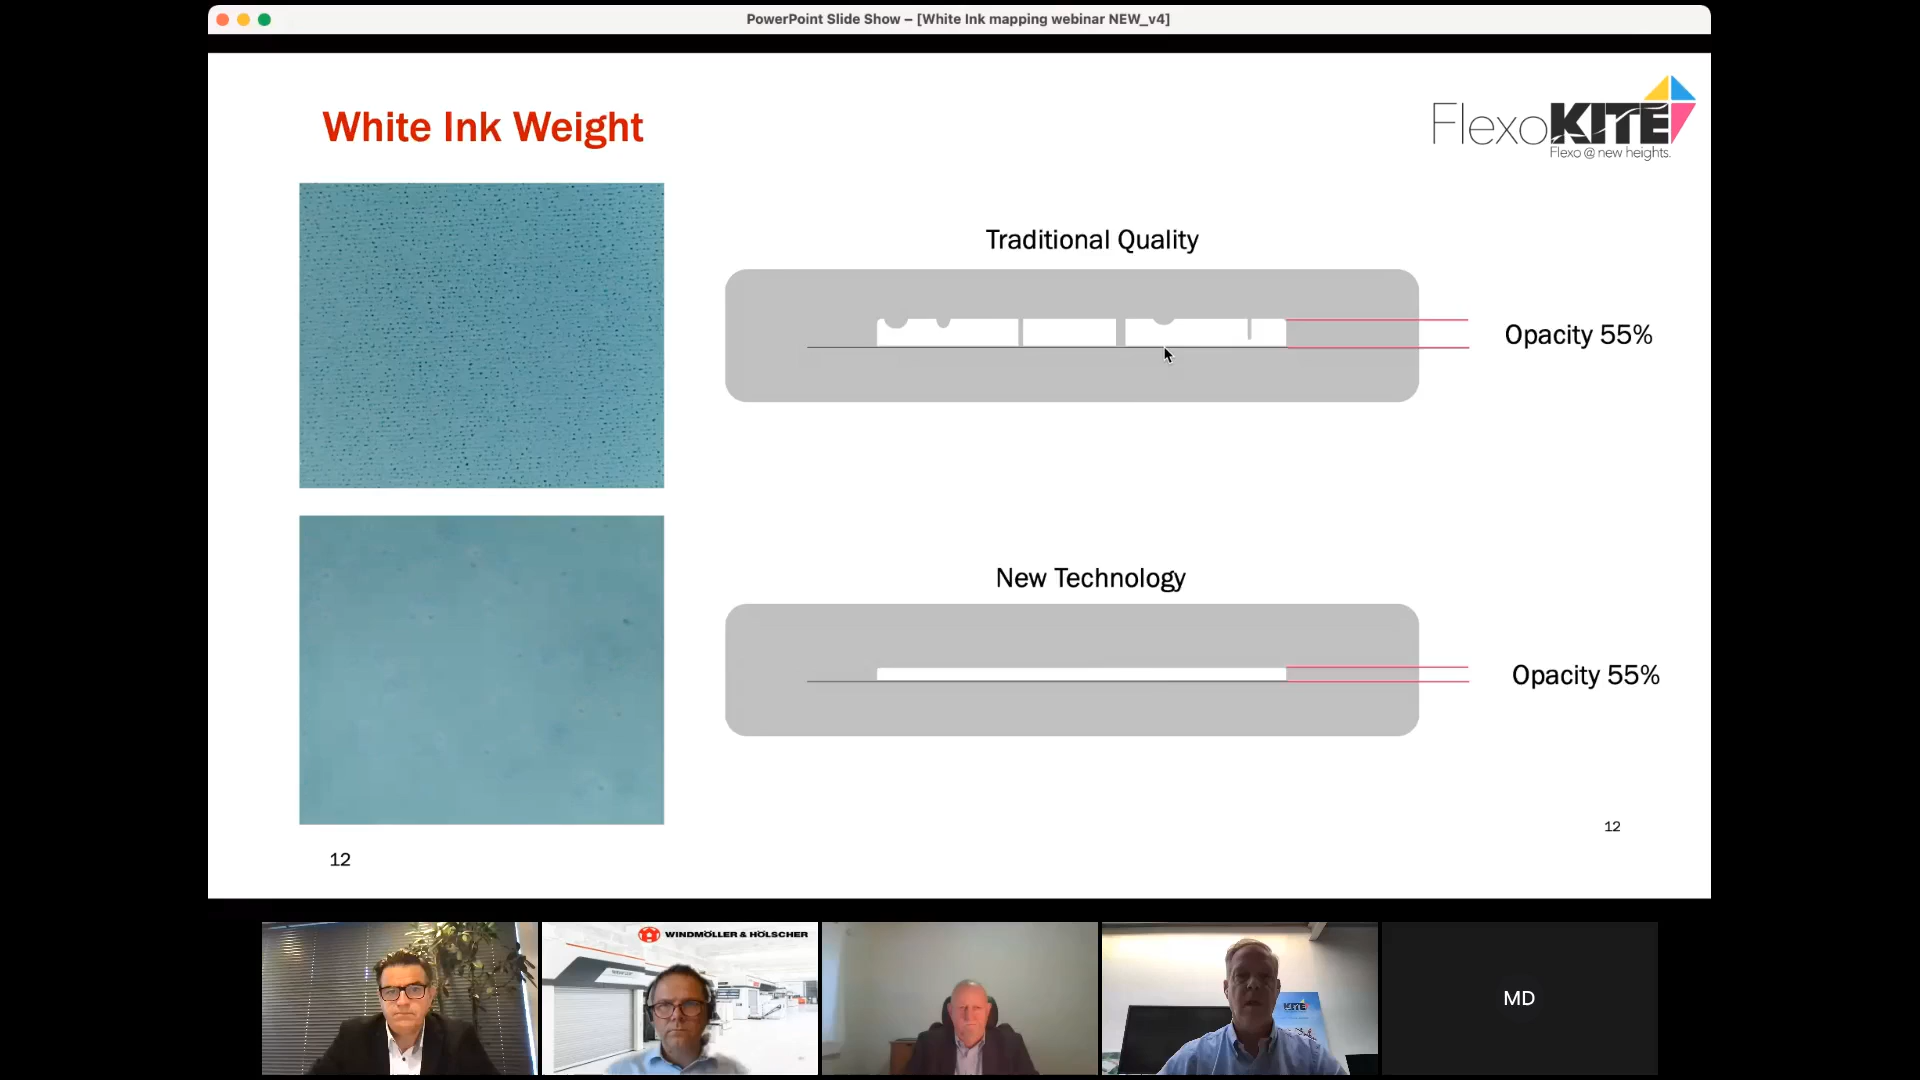 PowerPoint Slide Show – [White Ink mapping webinar NEW_v4]
White Ink Weight
FlexoKITE
Flexo @ new heights.
Traditional Quality
Opacity 55%
New Technology
Opacity 55%
12
12
WINDMÖLLER & HÖLSCHER
KITE
MD